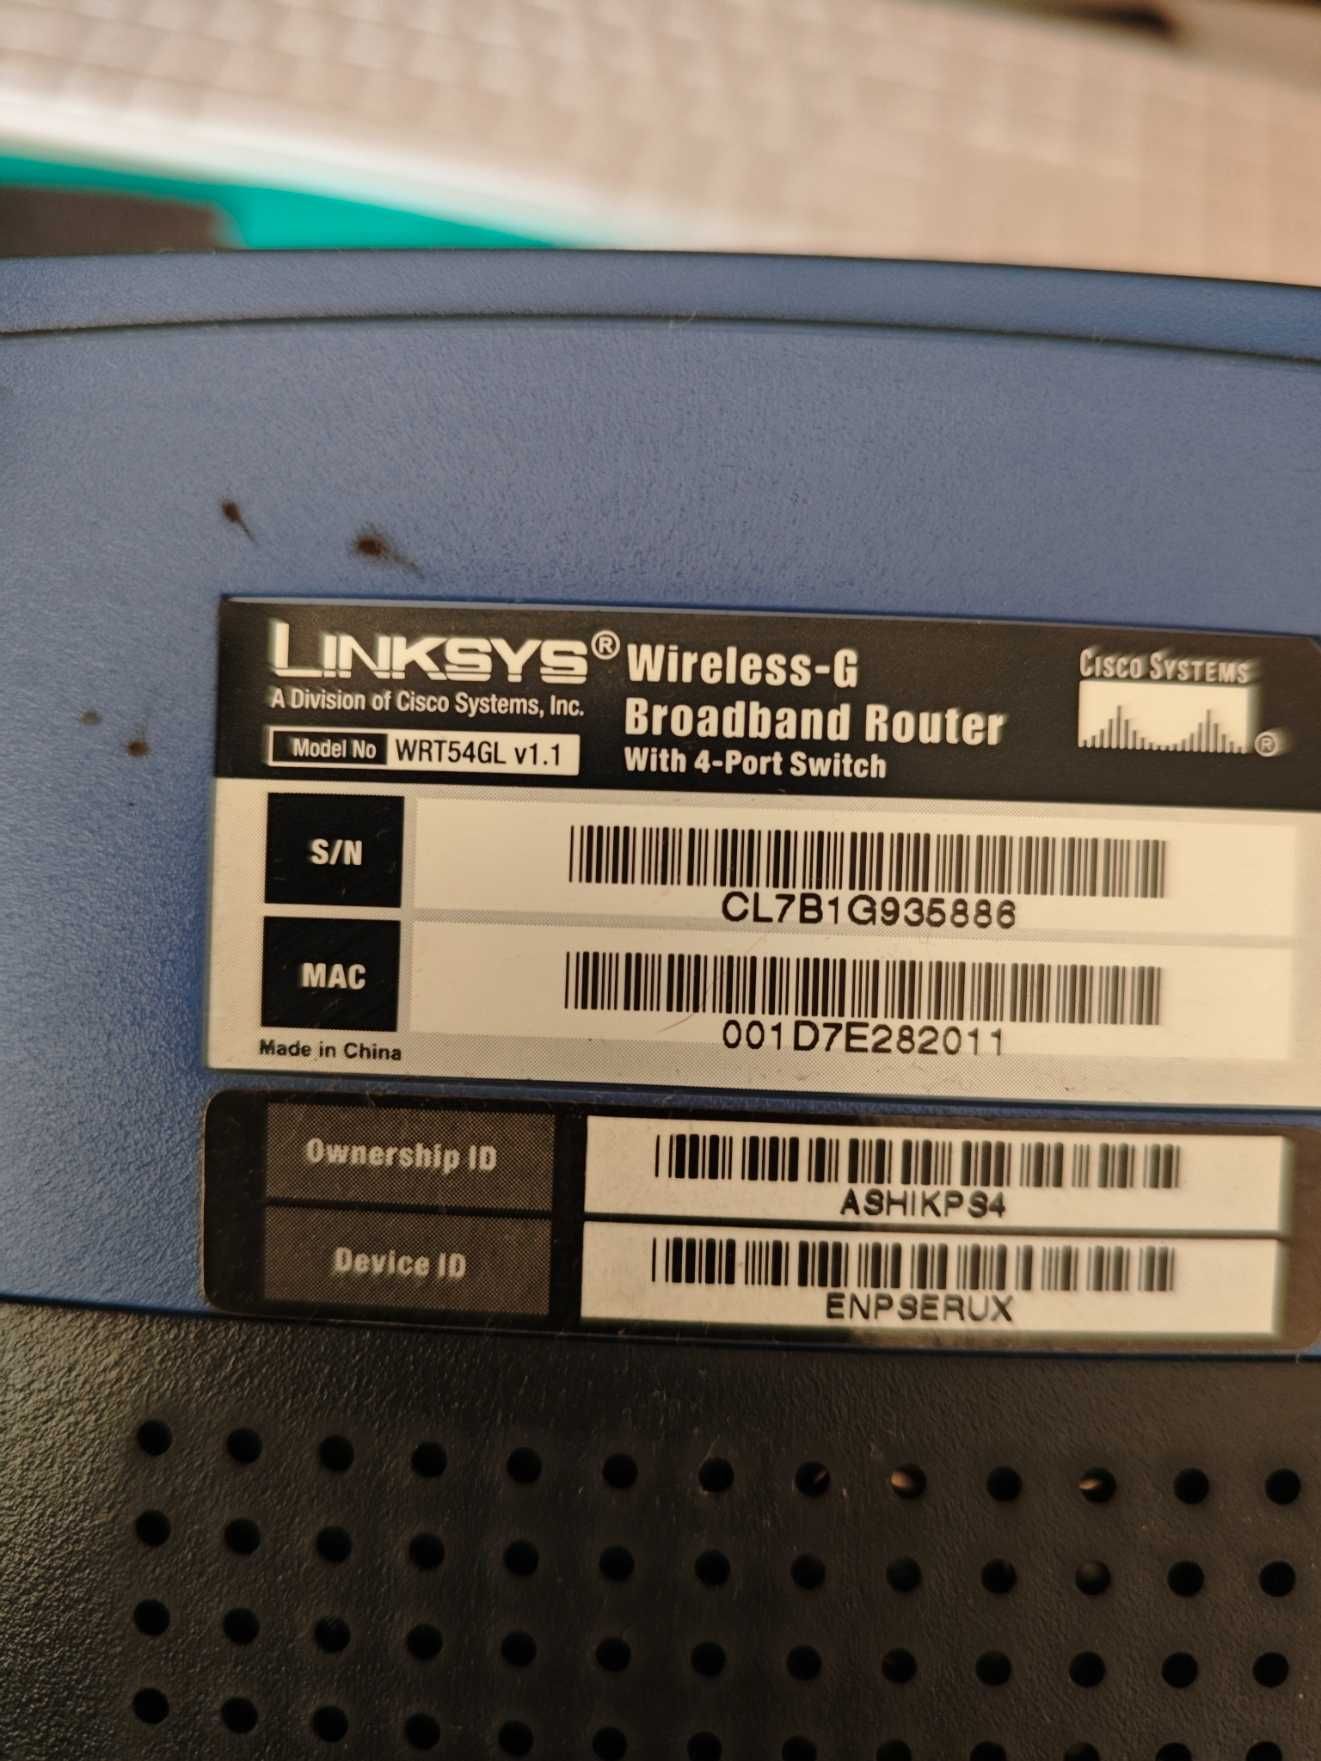 LINKSYS® Wireless-G
Broadband Router
With 4-Port Switch
A Division of Cisco Systems, Inc.
Model No WRT54GL v1.1
CISCO SYSTEMS
®
S/N
CL7B1G935886
MAC
001D7E282011
Made in China
Ownership ID
ASHIKPS4
Device ID
ENPSERUX